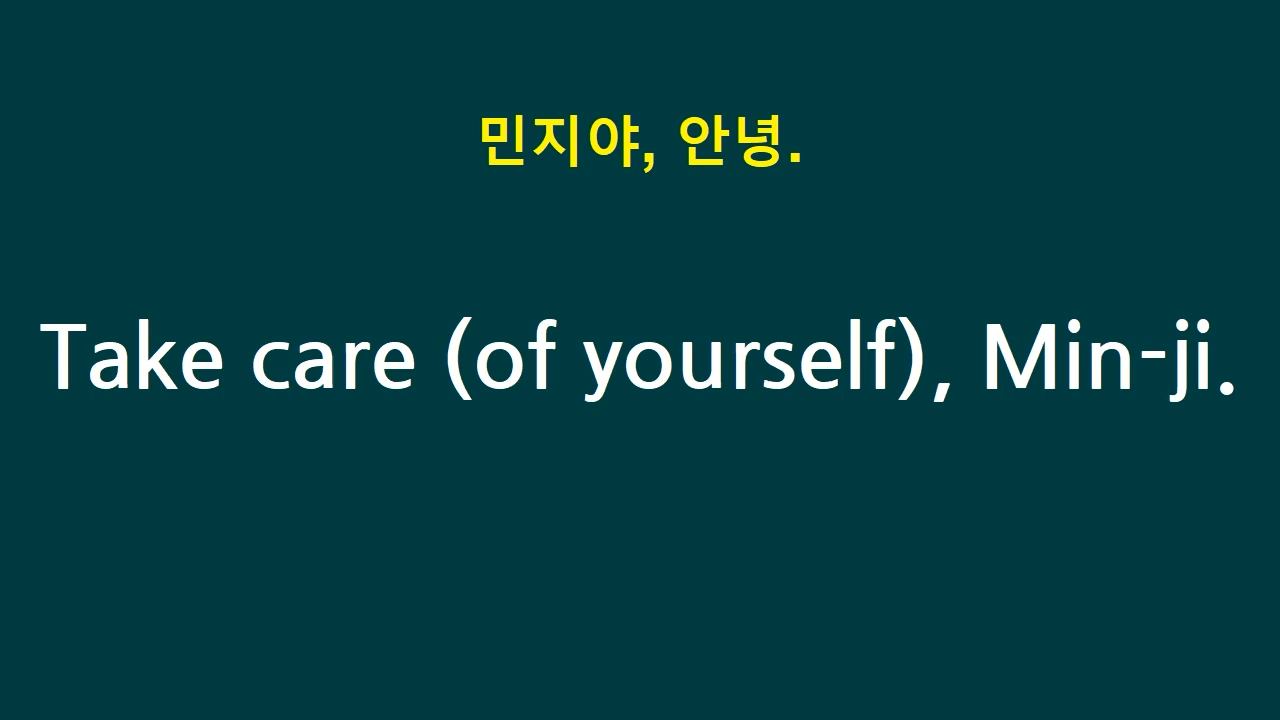 민지야, 안녕.
Take care (of yourself), Min-ji.